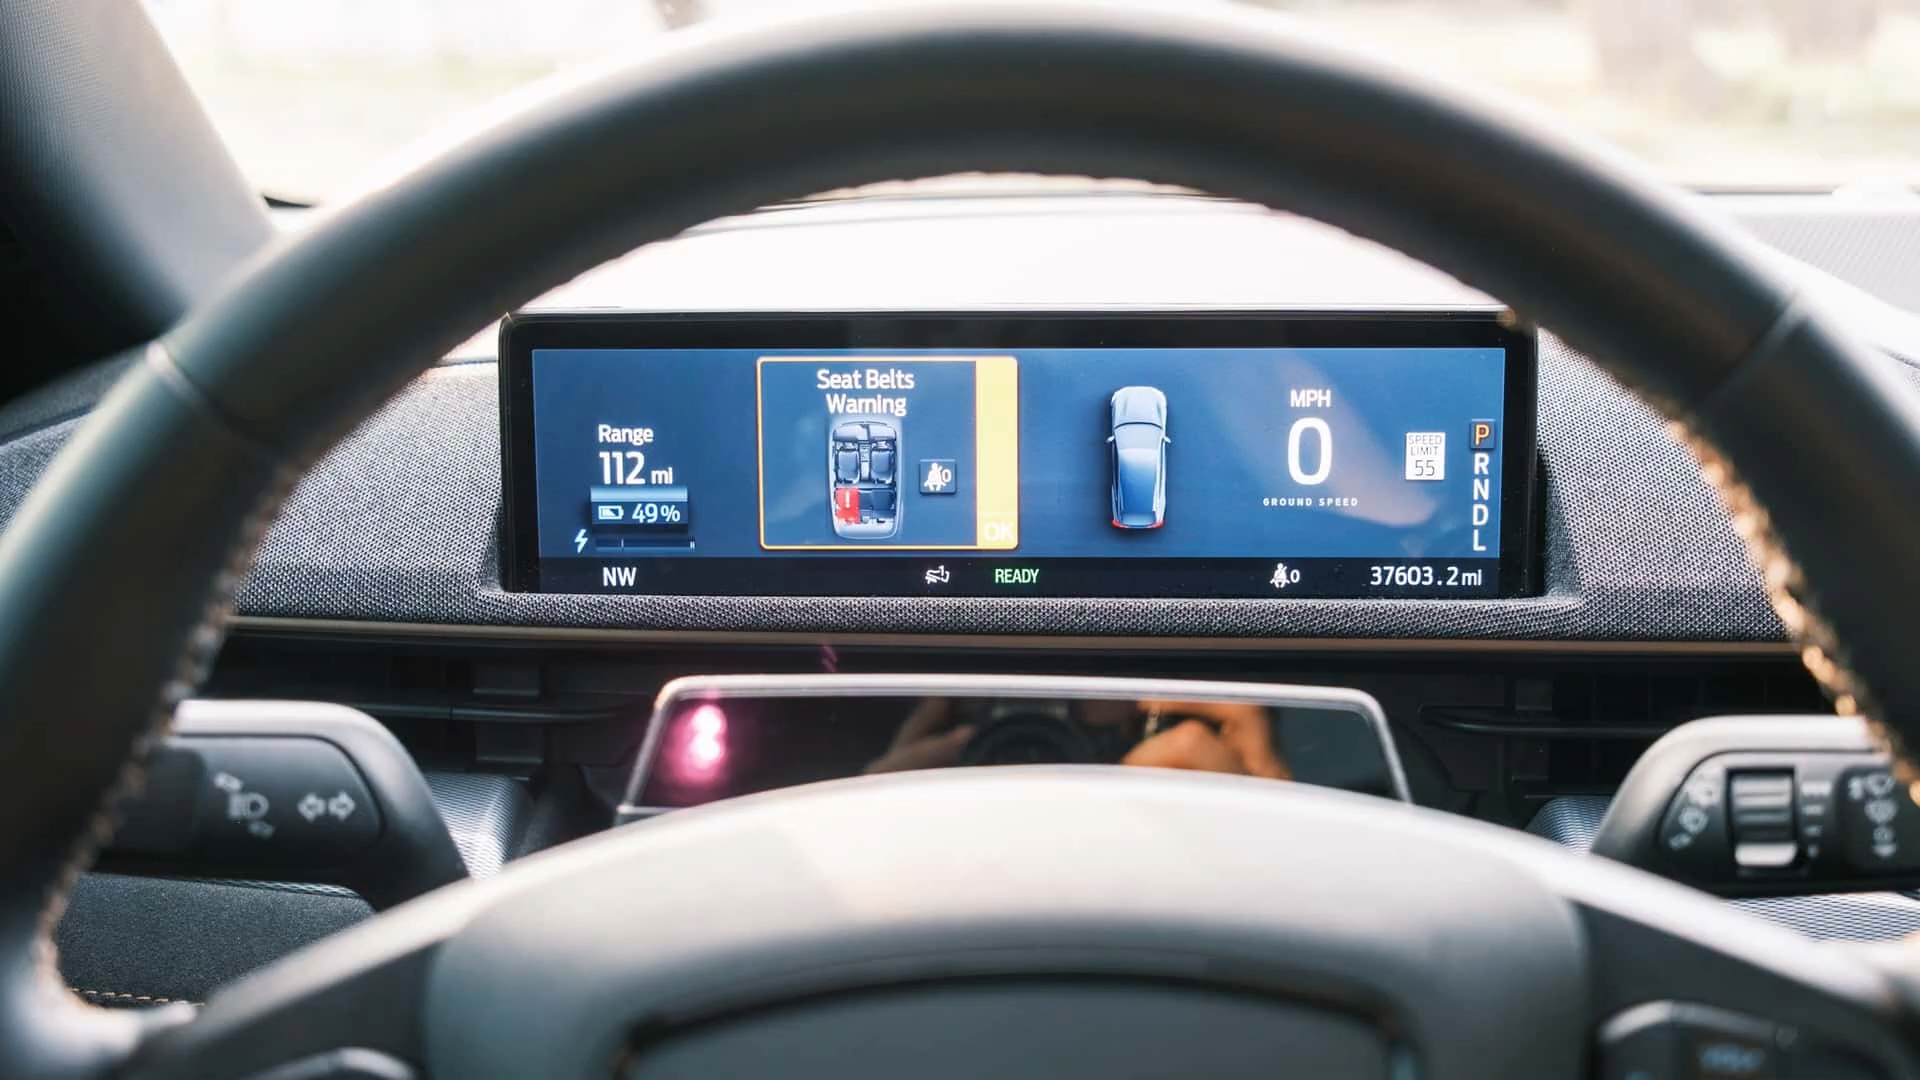 Seat Belts
Warning
Range
112 mi
49%
OK
MPH
0
GROUND SPEED
SPEED
LIMIT
55
P
R
N
D
L
NW
READY
0
37603.2 mi